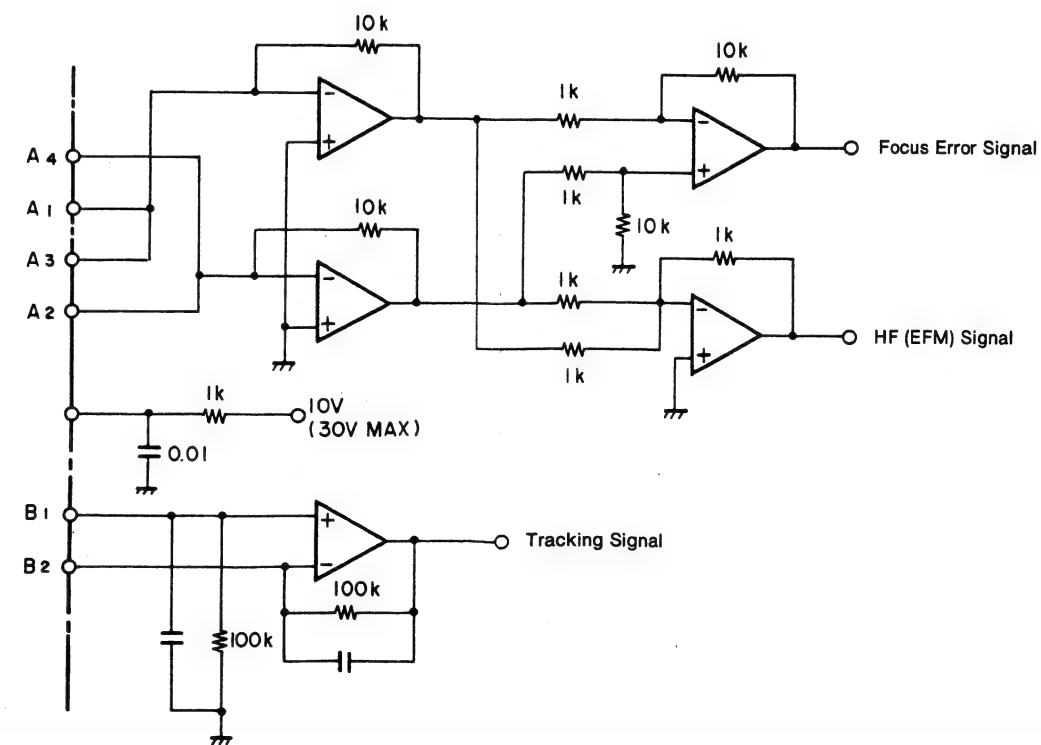 10k
10k
1k
-
+
-
+
Focus Error Signal
A4
A1
1k
10k
10k
A3
1k
1k
A2
-
+
-
+
HF (EFM) Signal
1k
1k
10V
(30V MAX)
0.01
B1
+
-
Tracking Signal
B2
100k
100k